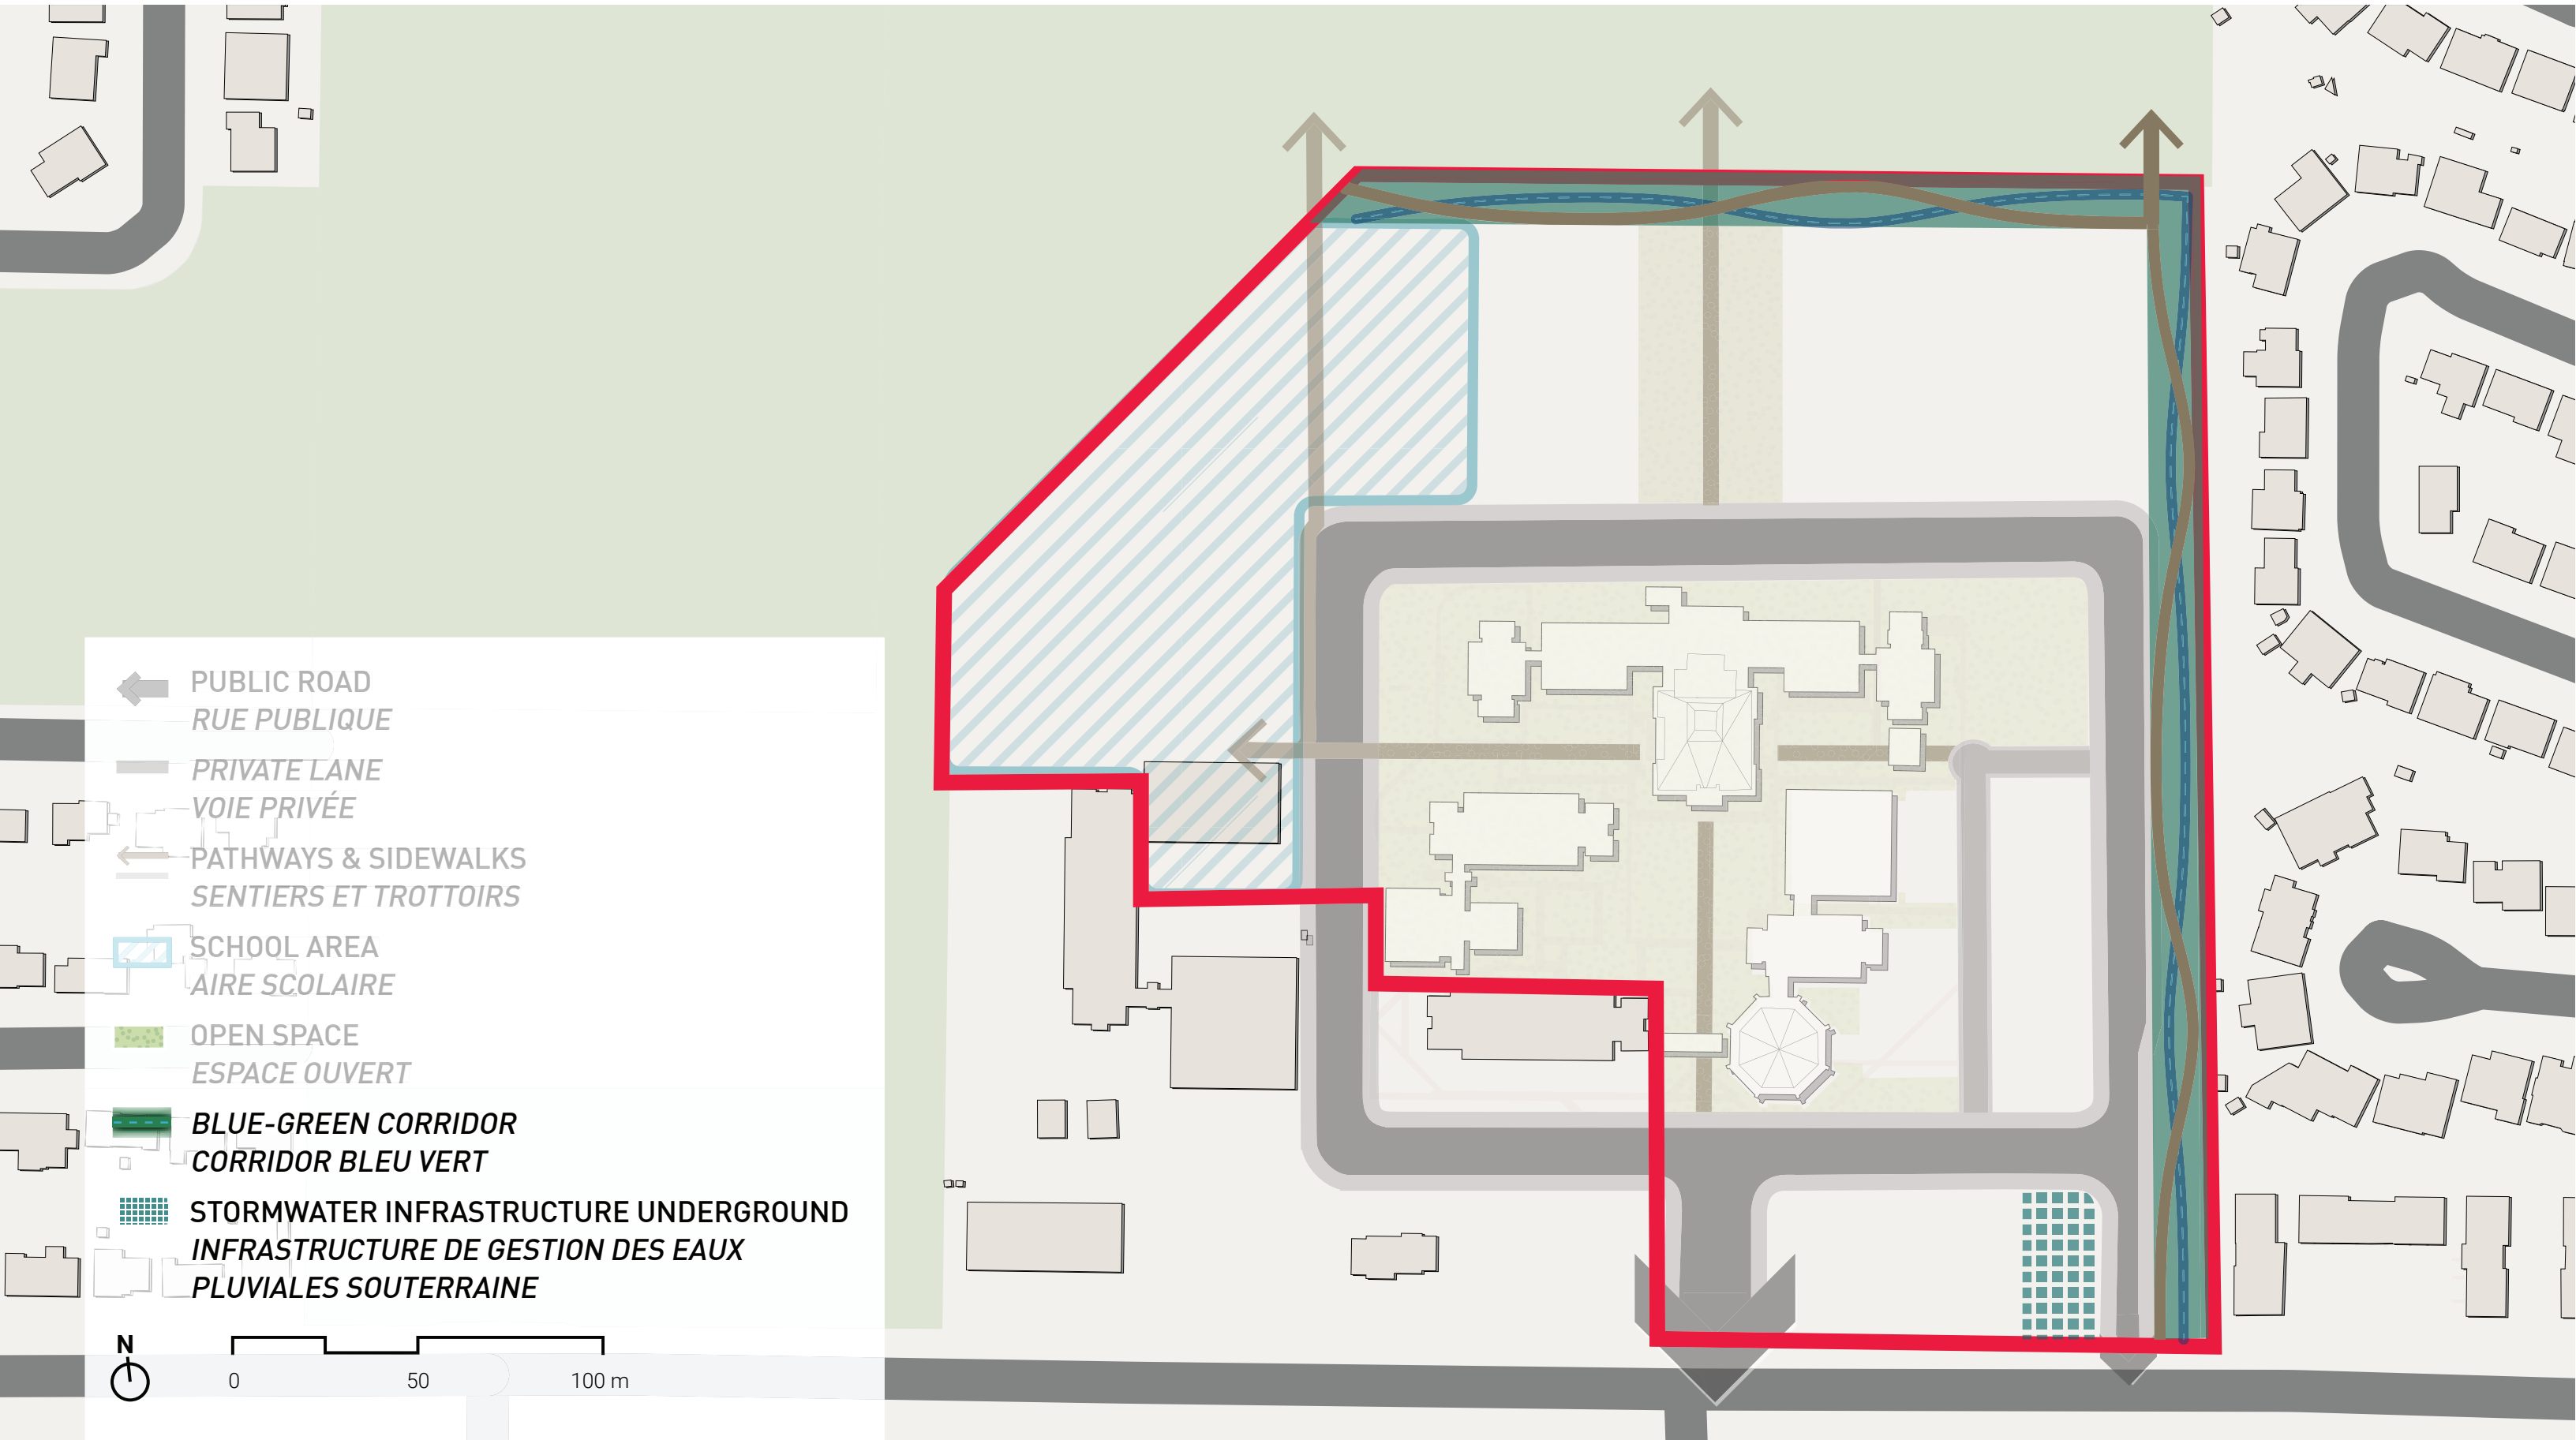 PUBLIC ROAD
RUE PUBLIQUE
PRIVATE LANE
VOIE PRIVÉE
PATHWAYS & SIDEWALKS
SENTIERS ET TROTTOIRS
SCHOOL AREA
AIRE SCOLAIRE
OPEN SPACE
ESPACE OUVERT
BLUE-GREEN CORRIDOR
CORRIDOR BLEU VERT
STORMWATER INFRASTRUCTURE UNDERGROUND
INFRASTRUCTURE DE GESTION DES EAUX
PLUVIALES SOUTERRAINE
N
0 50 100 m